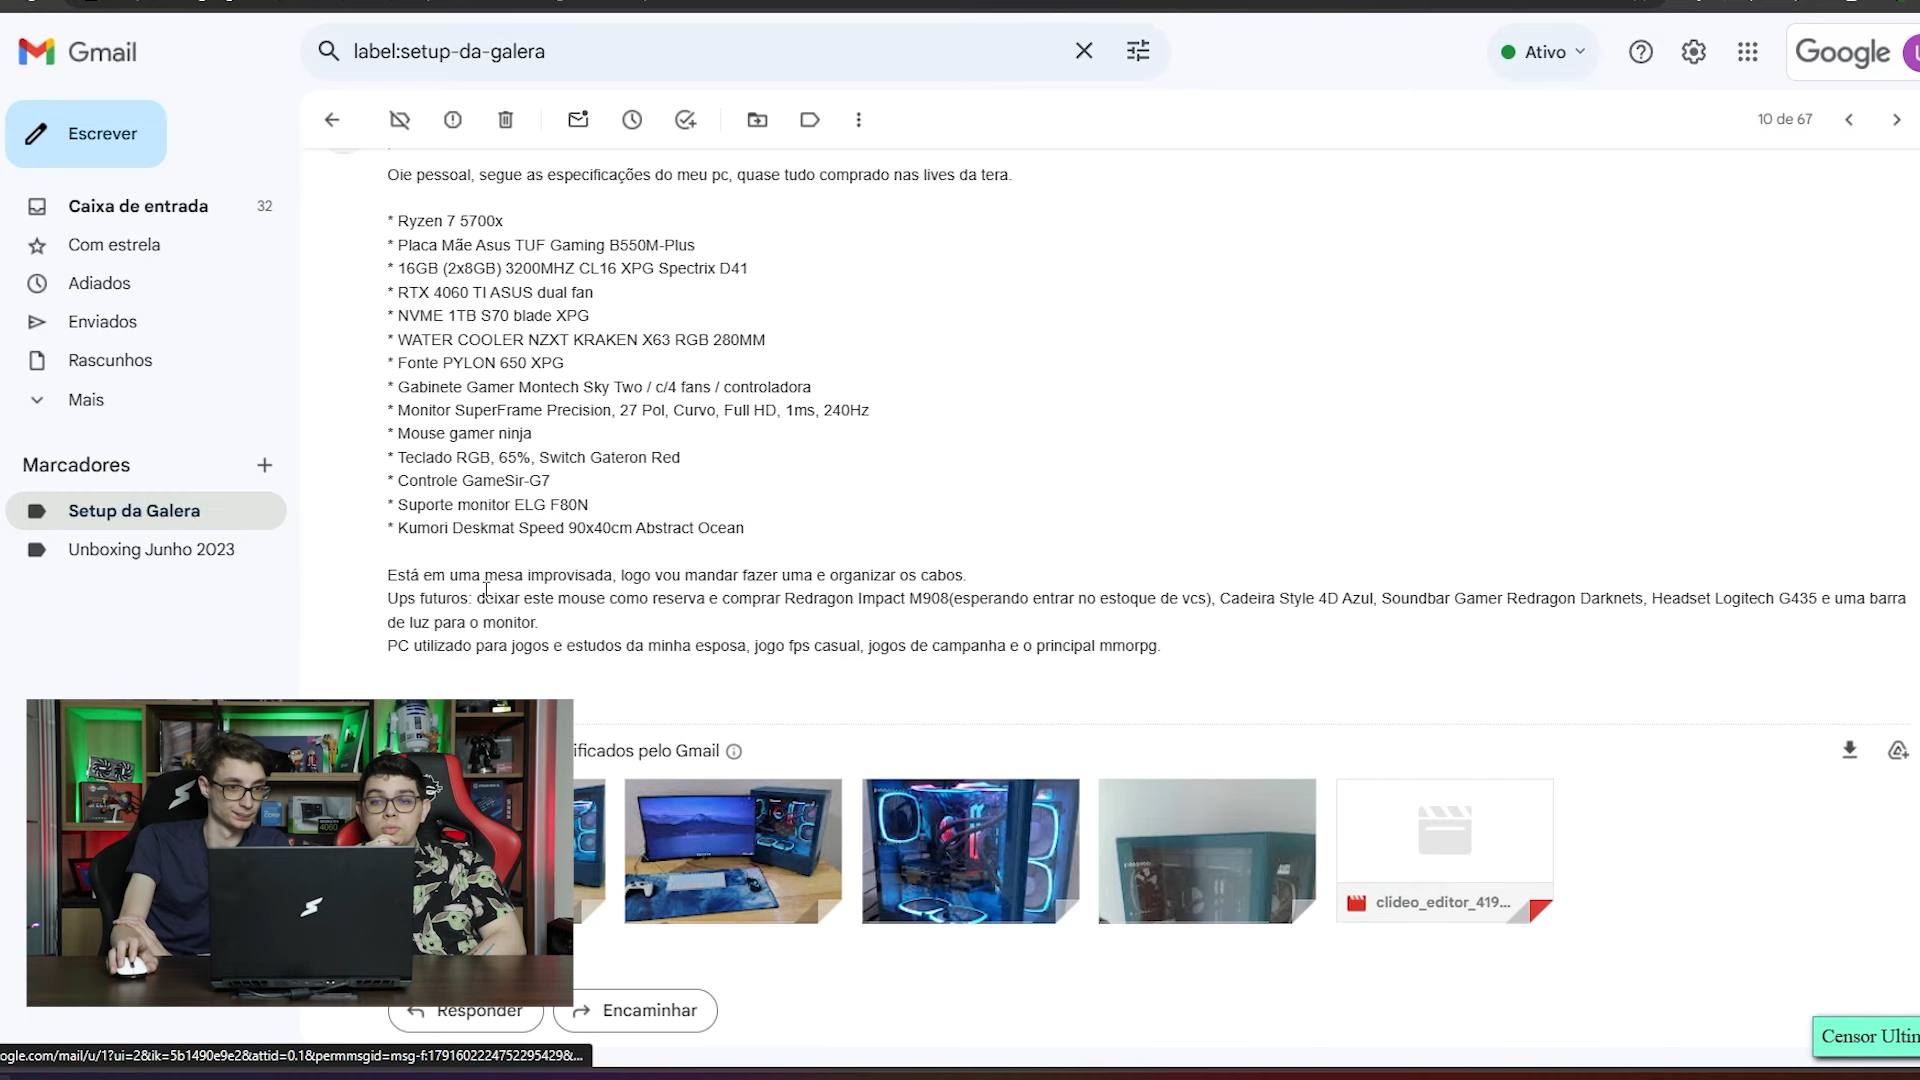 Gmail
label:setup-da-galera
Ativo
Google
Escrever
10 de 67
Caixa de entrada 32
Com estrela
Adiados
Enviados
Rascunhos
Mais
Marcadores
Setup da Galera
Unboxing Junho 2023
Oie pessoal, segue as especificações do meu pc, quase tudo comprado nas lives da tera.
* Ryzen 7 5700x
* Placa Mãe Asus TUF Gaming B550M-Plus
* 16GB (2x8GB) 3200MHZ CL16 XPG Spectrix D41
* RTX 4060 TI ASUS dual fan
* NVME 1TB S70 blade XPG
* WATER COOLER NZXT KRAKEN X63 RGB 280MM
* Fonte PYLON 650 XPG
* Gabinete Gamer Montech Sky Two / c/4 fans / controladora
* Monitor SuperFrame Precision, 27 Pol, Curvo, Full HD, 1ms, 240Hz
* Mouse gamer ninja
* Teclado RGB, 65%, Switch Gateron Red
* Controle GameSir-G7
* Suporte monitor ELG F80N
* Kumori Deskmat Speed 90x40cm Abstract Ocean
Está em uma mesa improvisada, logo vou mandar fazer uma e organizar os cabos.
Ups futuros: deixar este mouse como reserva e comprar Redragon Impact M908(esperando entrar no estoque de vcs), Cadeira Style 4D Azul, Soundbar Gamer Redragon Darknets, Headset Logitech G435 e uma barra
de luz para o monitor.
PC utilizado para jogos e estudos da minha esposa, jogo fps casual, jogos de campanha e o principal mmorpg.
ificados pelo Gmail
clideo_editor_419...
4060
Responder
Encaminhar
Censor Ultim
ogle.com/mail/u/1?ui=2&ik=5b1490e9e2&attid=0.1&permmsgid=msg-f:1791602224752295429&...